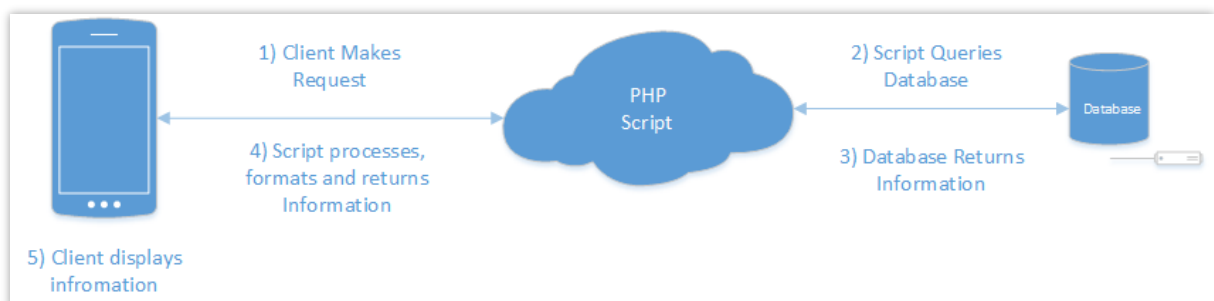 1) Client Makes
Request
2) Script Queries
Database
PHP
Script
Database
4) Script processes,
formats and returns
Information
3) Database Returns
Information
5) Client displays
infromation